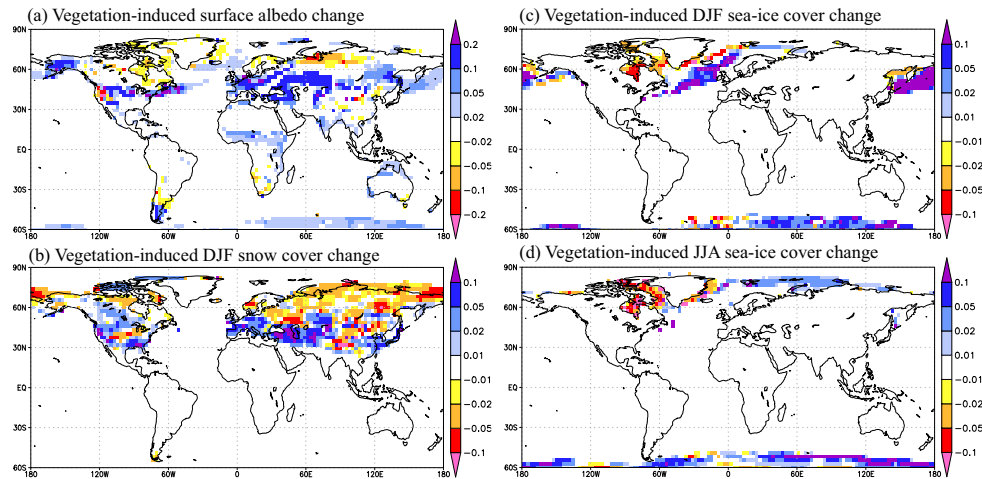 (a) Vegetation-induced surface albedo change
90N
60N
30N
EQ
30S
60S
180
120W
60W
0
60E
120E
180
0.2
0.1
0.05
0.02
−0.02
−0.05
−0.1
−0.2
(c) Vegetation-induced DJF sea-ice cover change
90N
60N
30N
EQ
30S
60S
180
120W
60W
0
60E
120E
180
0.1
0.05
0.02
0.01
−0.01
−0.02
−0.05
−0.1
(b) Vegetation-induced DJF snow cover change
90N
60N
30N
EQ
30S
60S
180
120W
60W
0
60E
120E
180
0.1
0.05
0.02
0.01
−0.01
−0.02
−0.05
−0.1
(d) Vegetation-induced JJA sea-ice cover change
90N
60N
30N
EQ
30S
60S
180
120W
60W
0
60E
120E
180
0.1
0.05
0.02
0.01
−0.01
−0.02
−0.05
−0.1